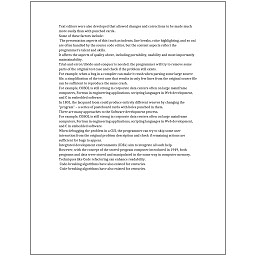 Text editors were also developed that allowed changes and corrections to be made much
more easily than with punched cards.
Some of these factors include:
The presentation aspects of this (such as indents, line breaks, color highlighting, and so on)
are often handled by the source code editor, but the content aspects reflect the
programmer's talent and skills.
It affects the aspects of quality above, including portability, usability and most importantly
maintainability.
Trial-and-error/divide-and-conquer is needed: the programmer will try to remove some
parts of the original test case and check if the problem still exists.
For example, when a bug in a compiler can make it crash when parsing some large source
file, a simplification of the test case that results in only few lines from the original source file
can be sufficient to reproduce the same crash.
For example, COBOL is still strong in corporate data centers often on large mainframe
computers, Fortran in engineering applications, scripting languages in Web development,
and C in embedded software.
In 1801, the Jacquard loom could produce entirely different weaves by changing the
"program" - a series of pasteboard cards with holes punched in them.
There are many approaches to the Software development process.
For example, COBOL is still strong in corporate data centers often on large mainframe
computers, Fortran in engineering applications, scripting languages in Web development,
and C in embedded software.
When debugging the problem in a GUI, the programmer can try to skip some user
interaction from the original problem description and check if remaining actions are
sufficient for bugs to appear.
Integrated development environments (IDEs) aim to integrate all such help.
However, with the concept of the stored-program computer introduced in 1949, both
programs and data were stored and manipulated in the same way in computer memory.
Techniques like Code refactoring can enhance readability.
Code-breaking algorithms have also existed for centuries.
Code-breaking algorithms have also existed for centuries.